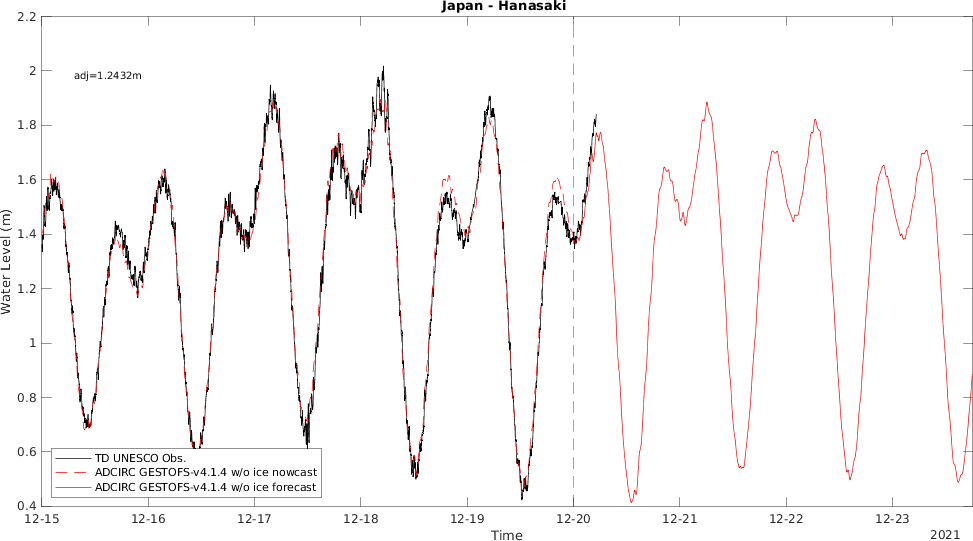 Japan - Hanasaki
2.2
2
adj=1.2432m
1.8
1.6
1.4
Water Level (m)
1.2
1
0.8
0.6
TD UNESCO Obs.
ADCIRC GESTOFS-v4.1.4 w/o ice nowcast
ADCIRC GESTOFS-v4.1.4 w/o ice forecast
0.4
12-15 12-16 12-17 12-18 12-19 12-20 12-21 12-22 12-23
Time
2021